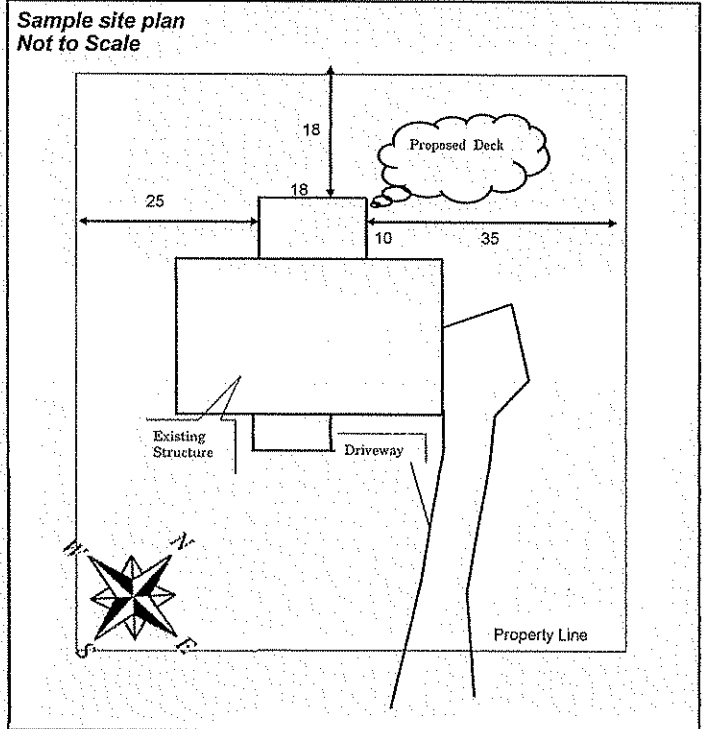 Sample site plan
Not to Scale
18
Proposed Deck
18
25
10
35
Existing
Structure
Driveway
W
N
S
E
Property Line